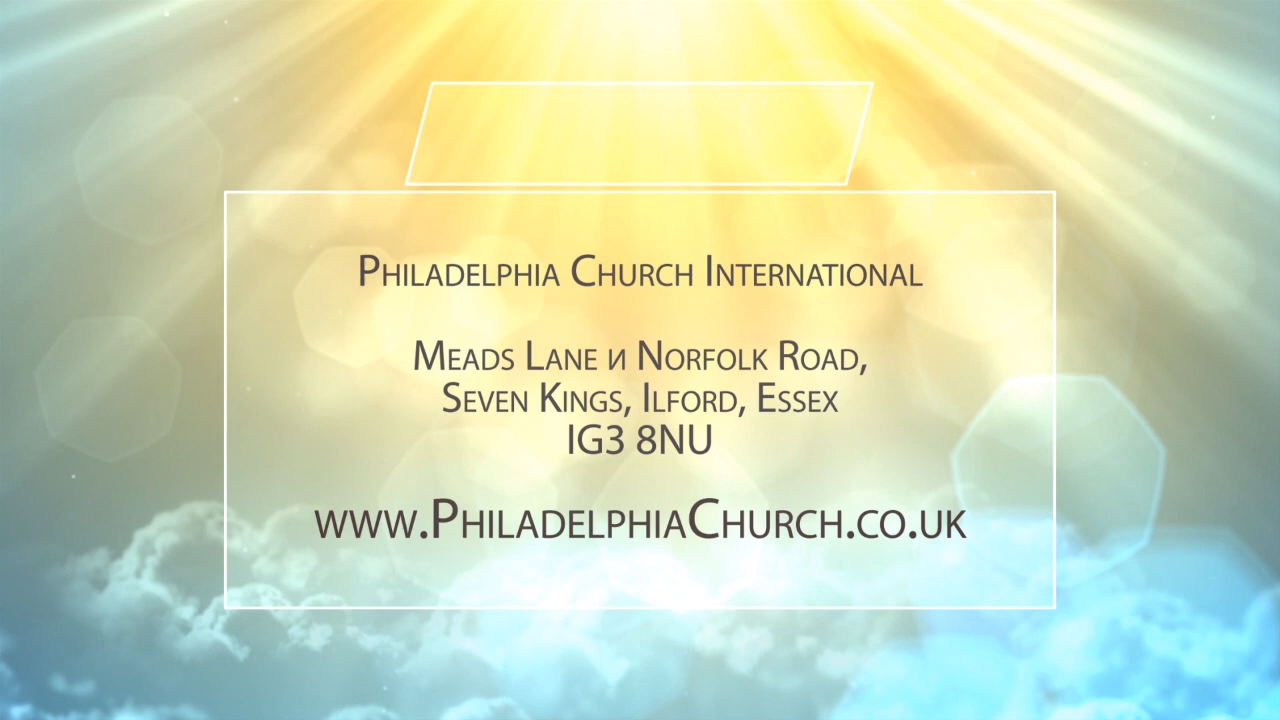 Philadelphia Church International
Meads Lane и Norfolk Road,
Seven Kings, Ilford, Essex
IG3 8NU
www.PhiladelphiaChurch.co.uk